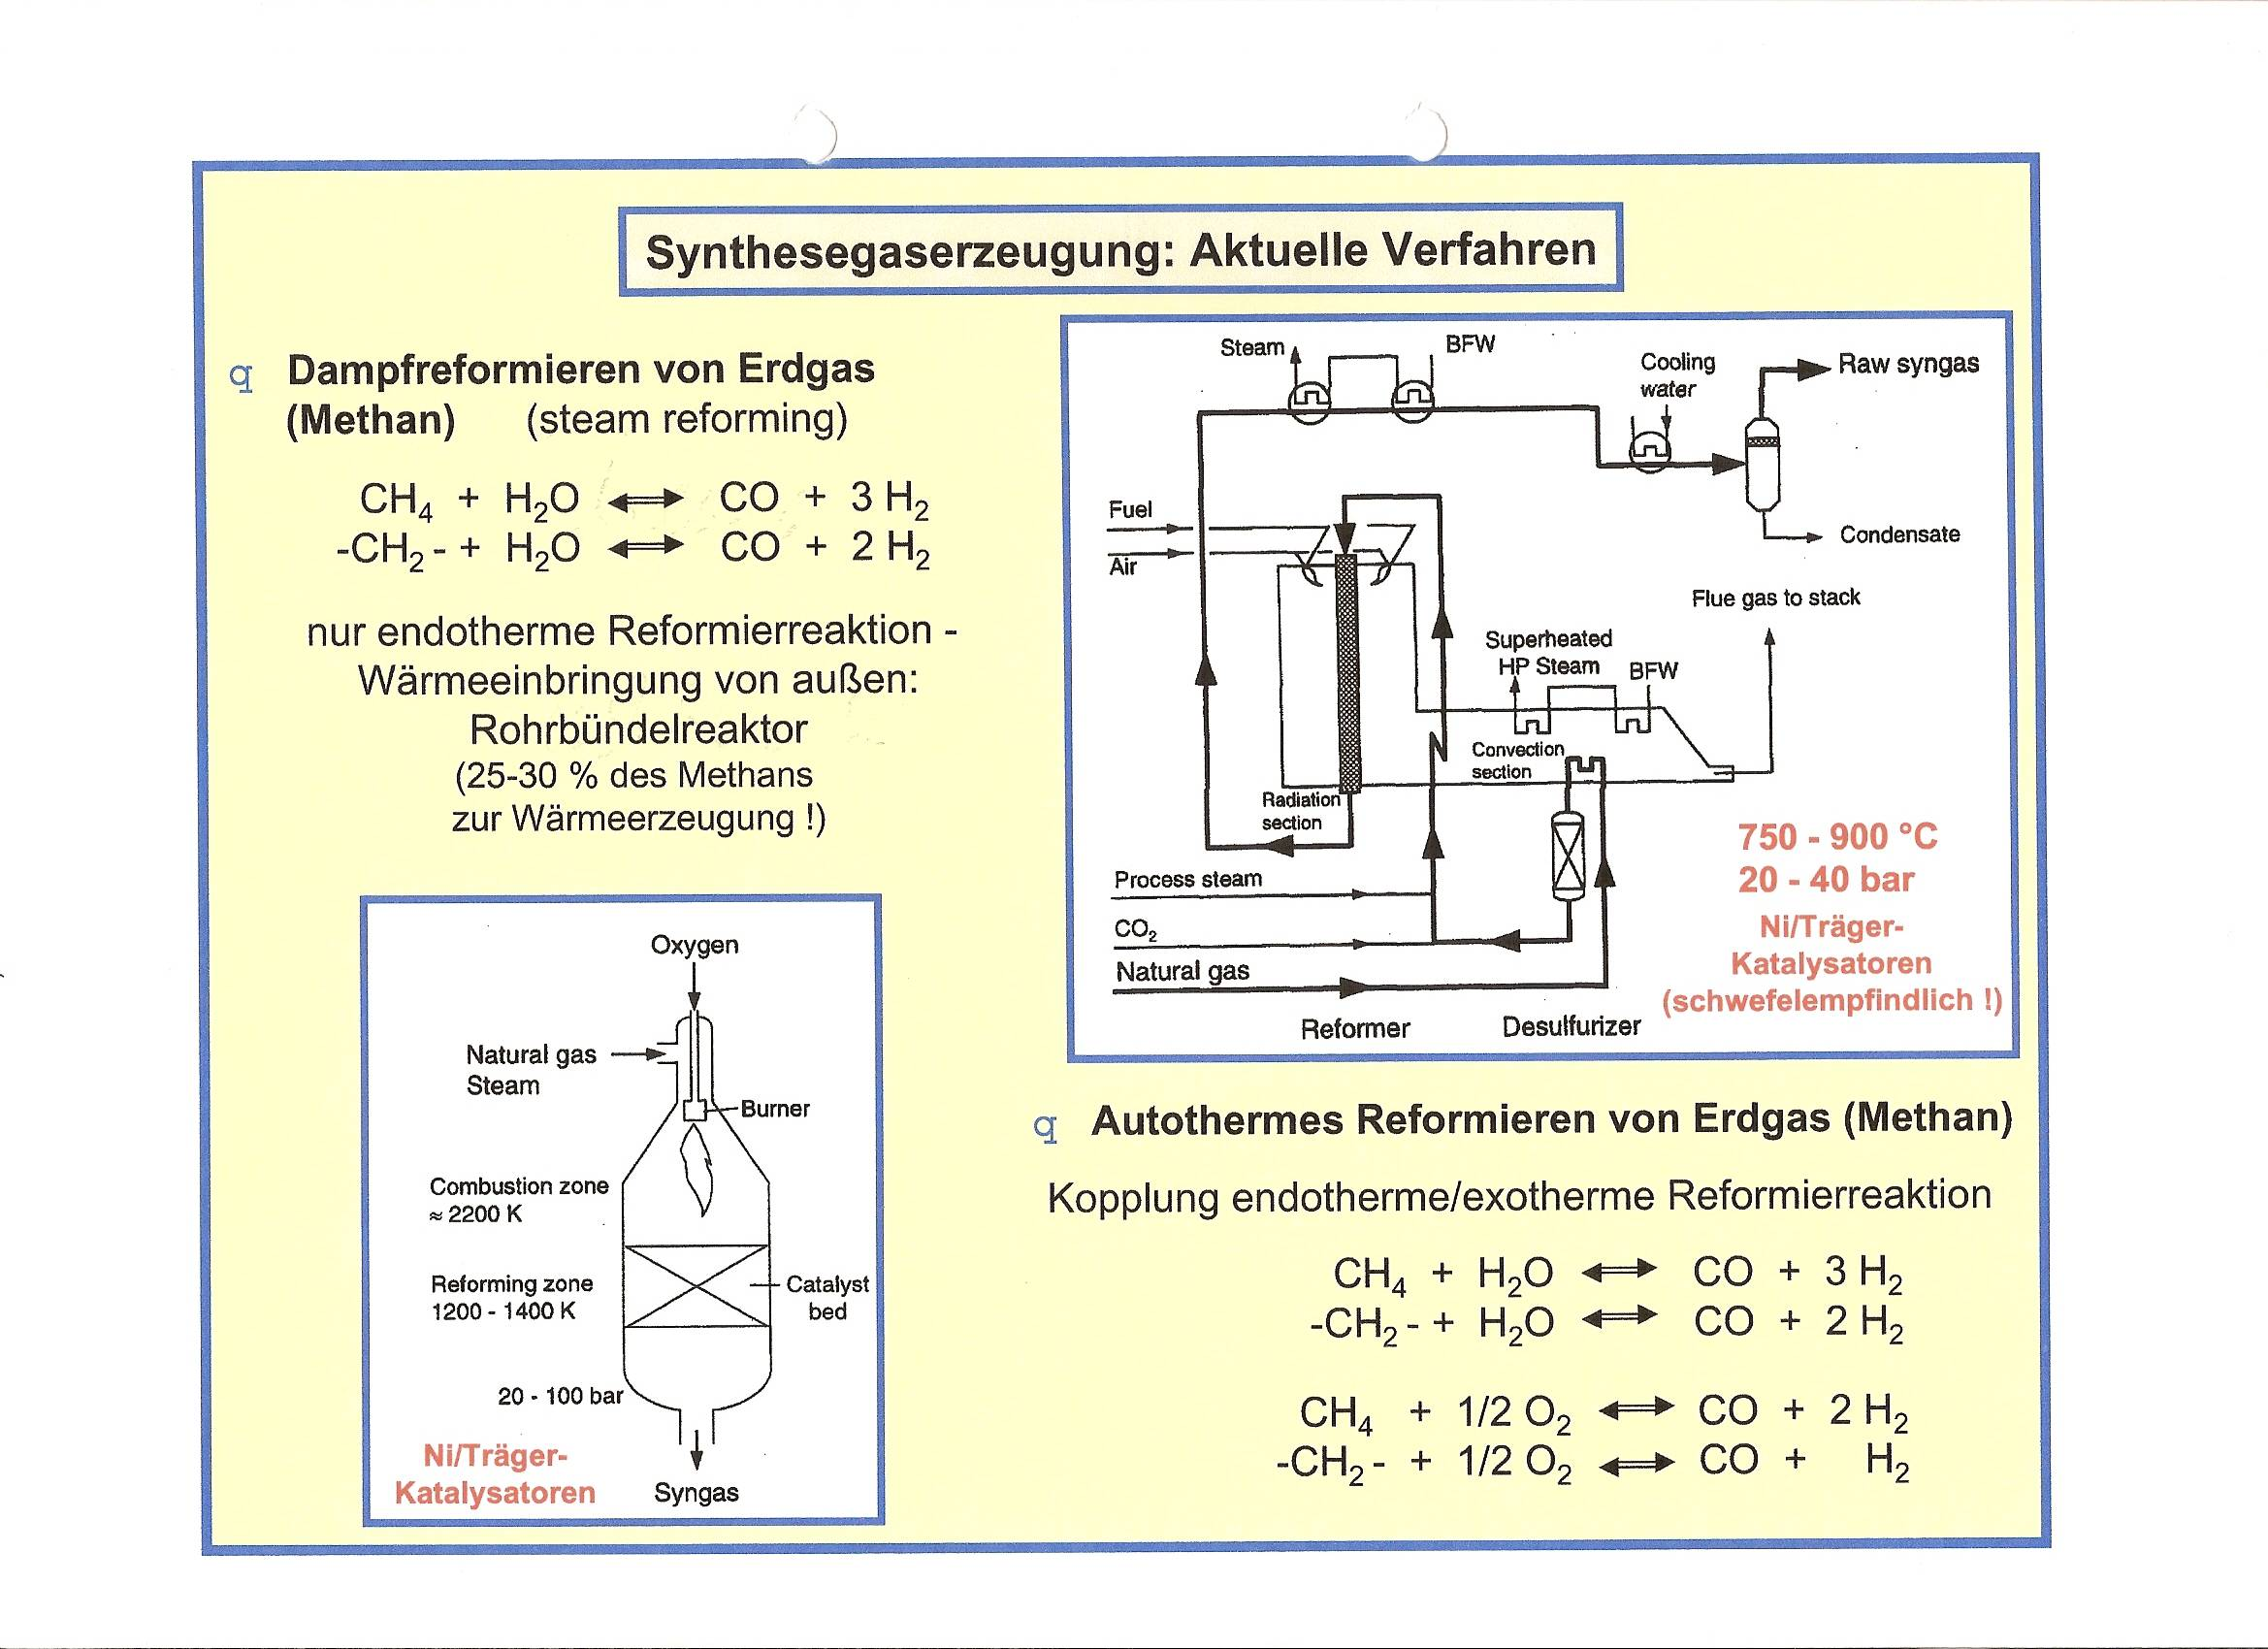 Synthesegaserzeugung: Aktuelle Verfahren
q Dampfreformieren von Erdgas
(Methan) (steam reforming)
CH₄ + H₂O ⟺ CO + 3 H₂
-CH₂- + H₂O ⟺ CO + 2 H₂
nur endotherme Reformierreaktion -
Wärmeeinbringung von außen:
Rohrbündelreaktor
(25-30 % des Methans
zur Wärmeerzeugung !)
Steam
BFW
Cooling
water
Raw syngas
Condensate
Fuel
Air
Flue gas to stack
Superheated
HP Steam
BFW
Convection
section
Radiation
section
Process steam
CO₂
Natural gas
Reformer
Desulfurizer
750 - 900 °C
20 - 40 bar
Ni/Träger-
Katalysatoren
(schwefelempfindlich !)
Oxygen
Natural gas
Steam
Burner
Combustion zone
≈ 2200 K
Reforming zone
1200 - 1400 K
Catalyst
bed
20 - 100 bar
Ni/Träger-
Katalysatoren
Syngas
q Autothermes Reformieren von Erdgas (Methan)
Kopplung endotherme/exotherme Reformierreaktion
CH₄ + H₂O ⟺ CO + 3 H₂
-CH₂- + H₂O ⟺ CO + 2 H₂
CH₄ + 1/2 O₂ ⟺ CO + 2 H₂
-CH₂- + 1/2 O₂ ⟺ CO + H₂